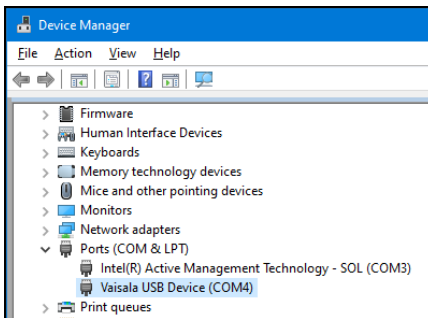 Device Manager
File Action View Help
Firmware
Human Interface Devices
Keyboards
Memory technology devices
Mice and other pointing devices
Monitors
Network adapters
Ports (COM & LPT)
Intel(R) Active Management Technology - SOL (COM3)
Vaisala USB Device (COM4)
Print queues